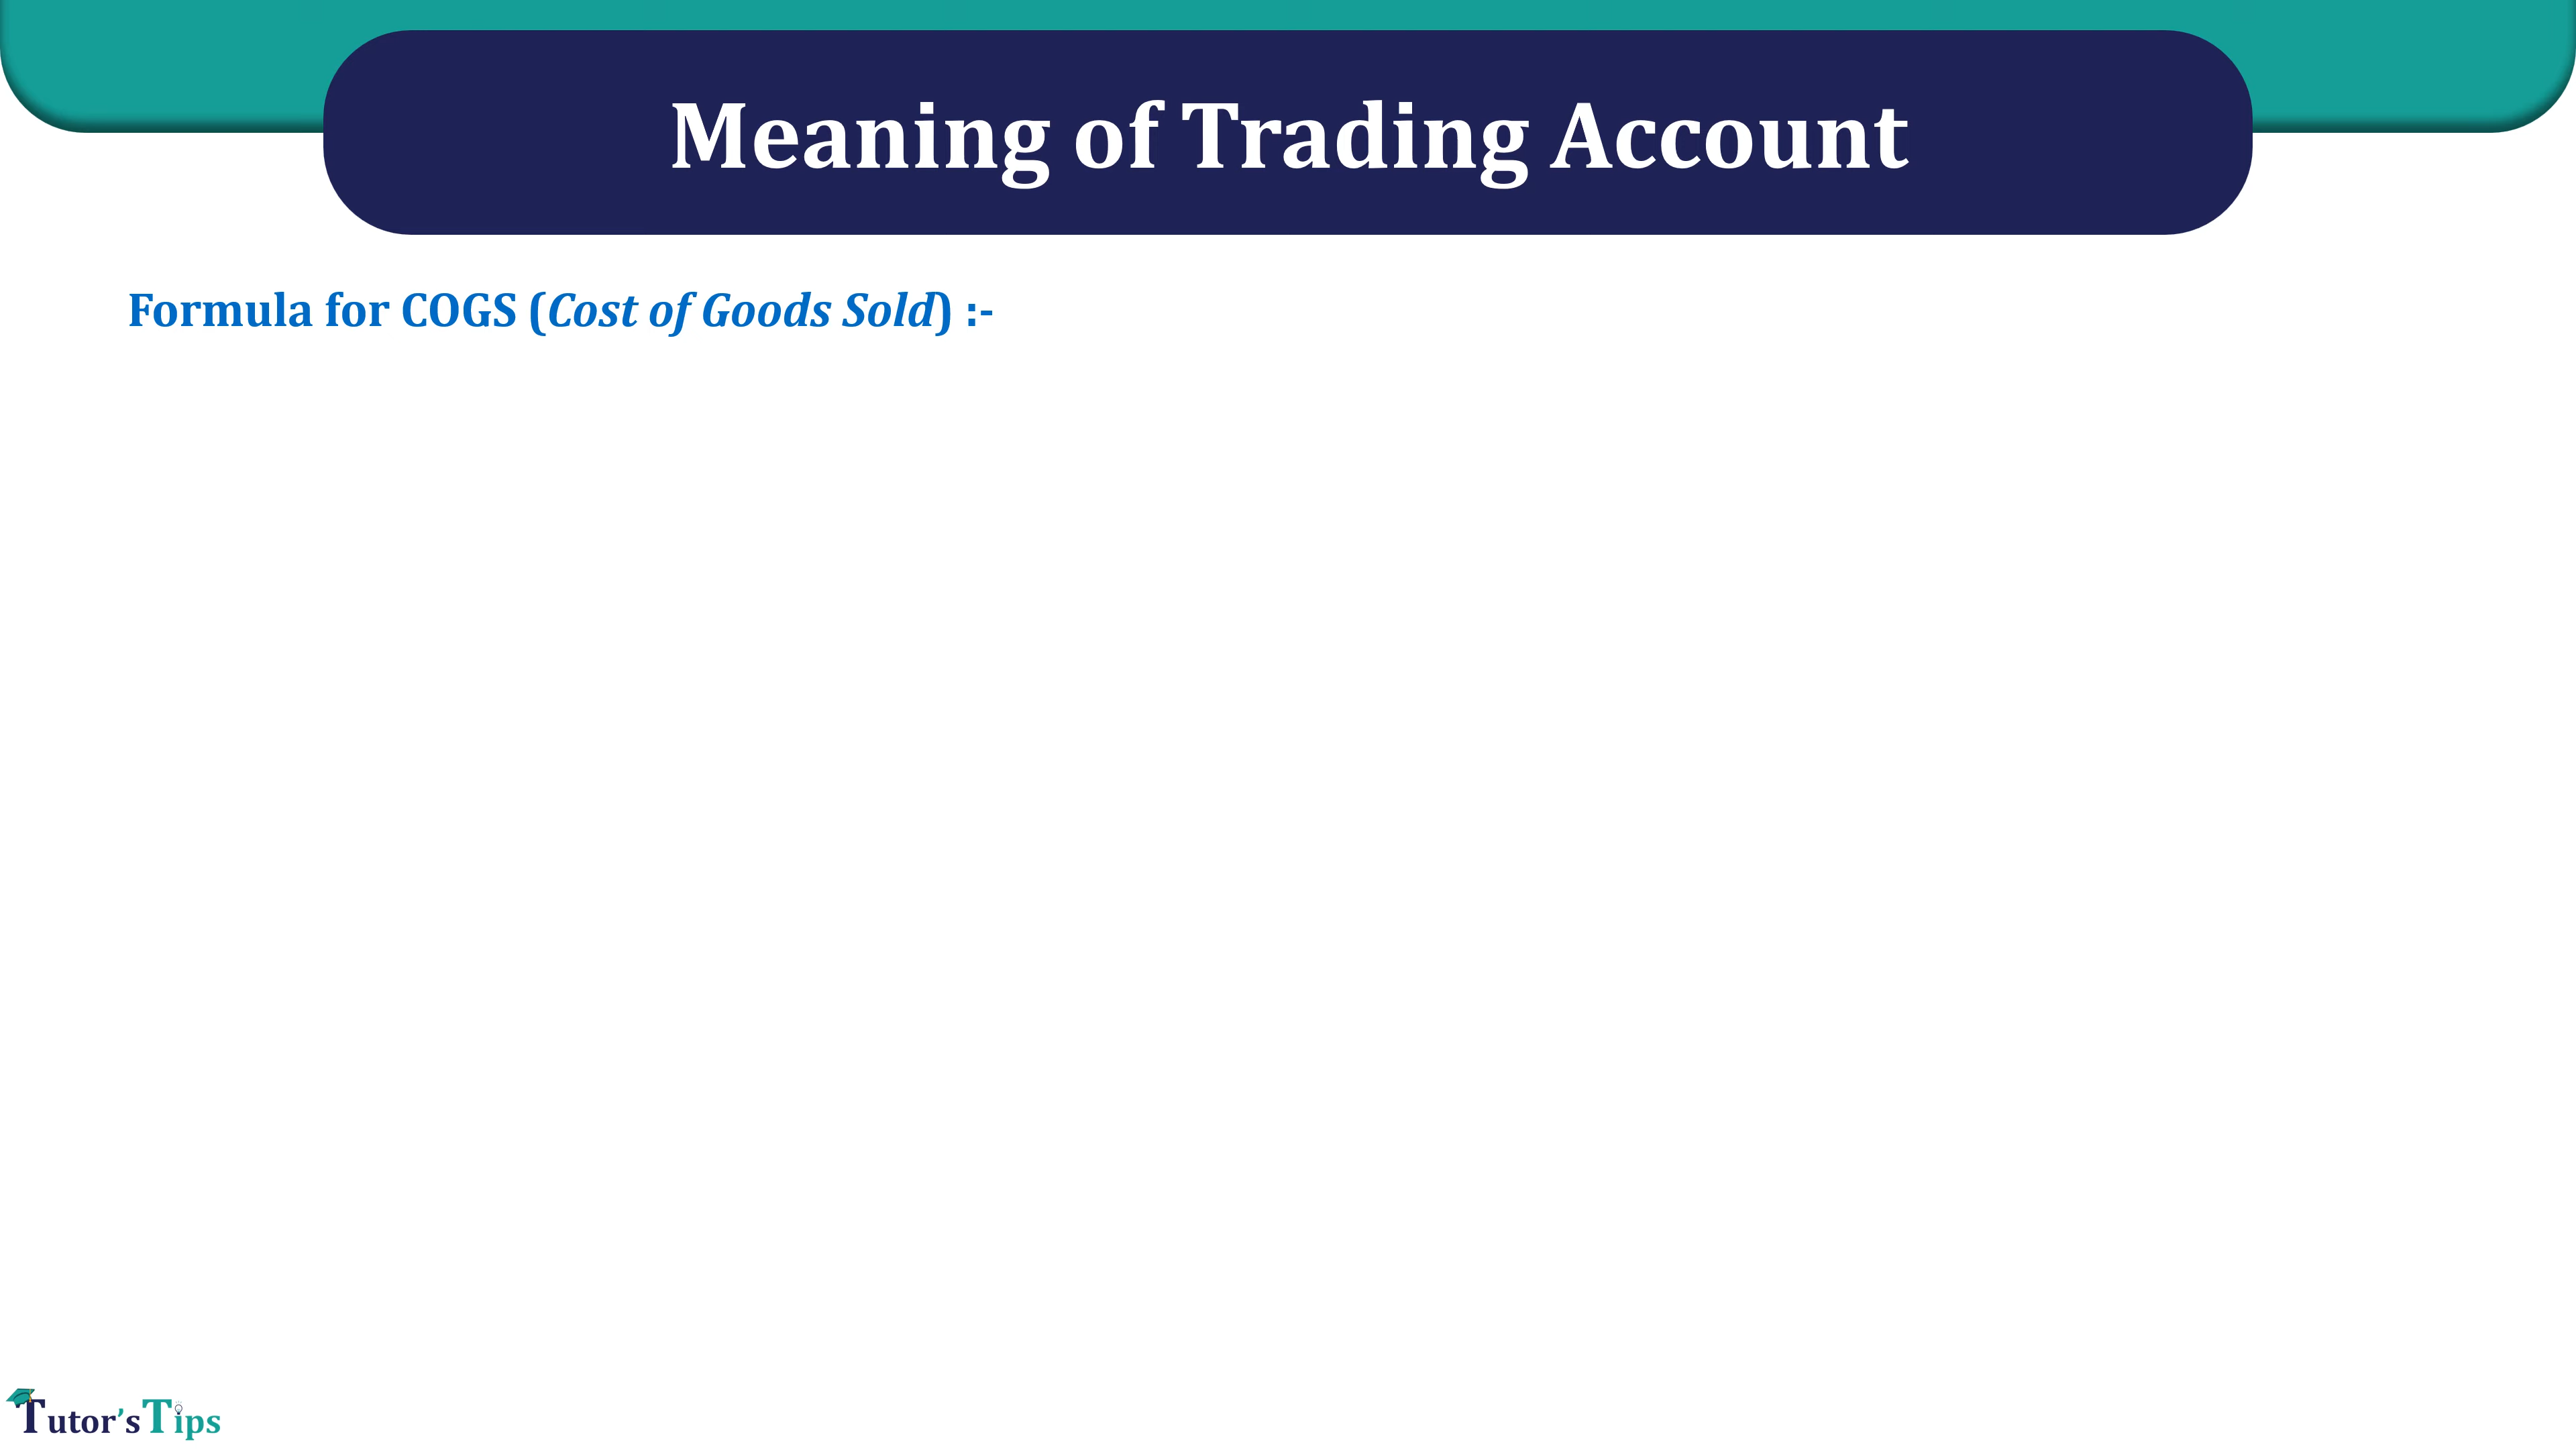 Meaning of Trading Account
Formula for COGS (Cost of Goods Sold) :-
Tutor’sTips